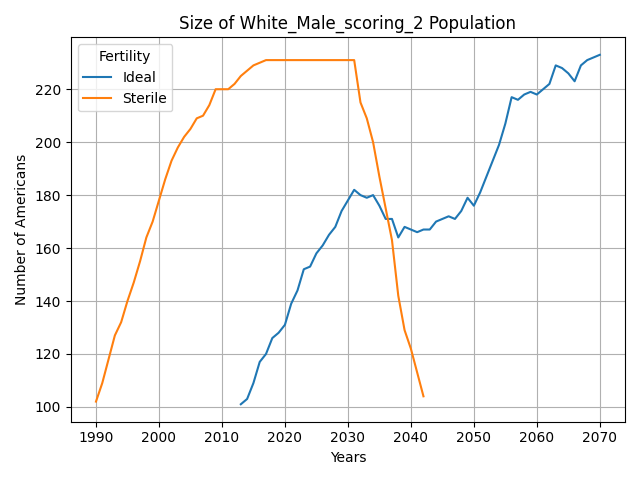 Size of White_Male_scoring_2 Population
Fertility
Ideal
Sterile
Number of Americans
220
200
180
160
140
120
100
1990 2000 2010 2020 2030 2040 2050 2060 2070
Years